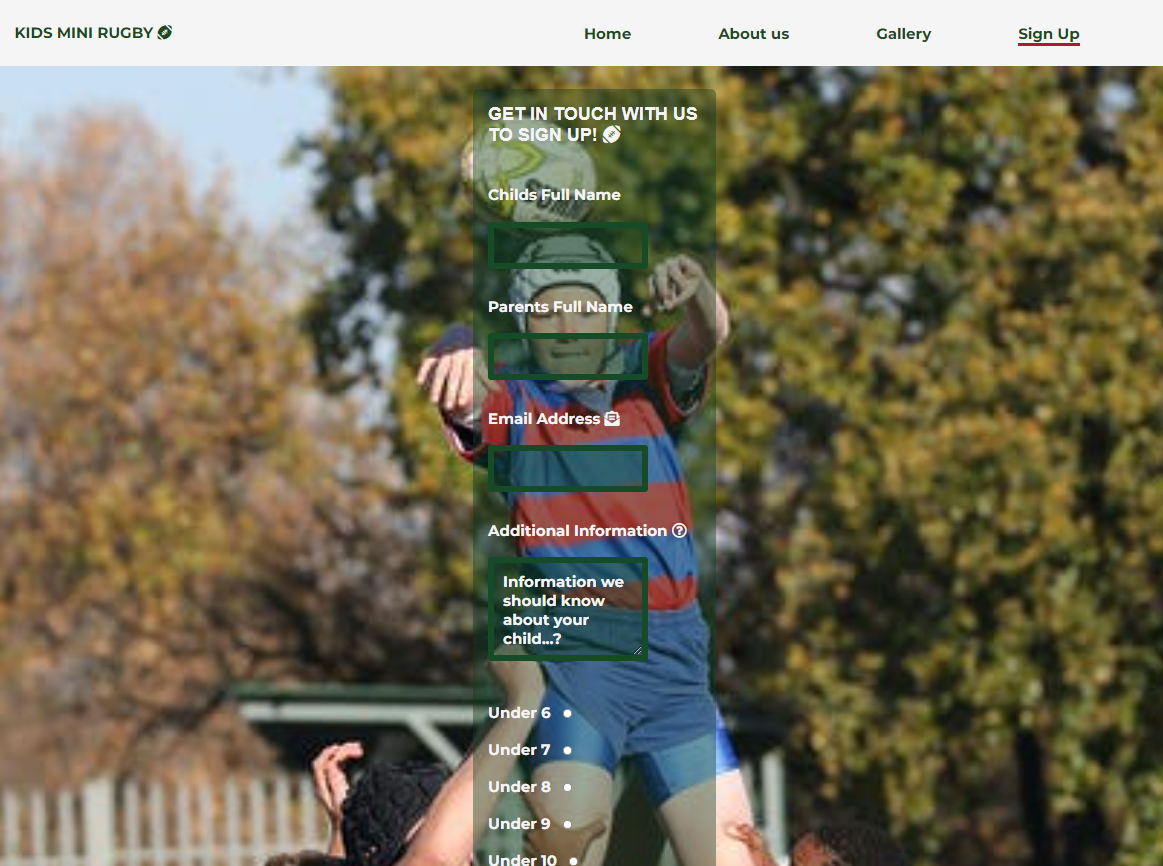 KIDS MINI RUGBY
Home
About us
Gallery
Sign Up
GET IN TOUCH WITH US
TO SIGN UP!
Childs Full Name
Parents Full Name
Email Address
Additional Information
Information we
should know
about your
child...?
Under 6
Under 7
Under 8
Under 9
Under 10